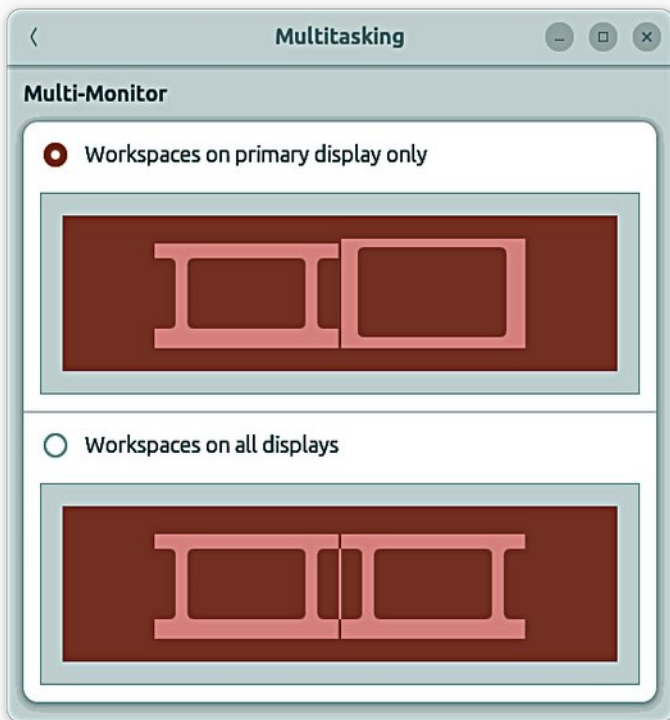 Multitasking
Multi-Monitor
Workspaces on primary display only
Workspaces on all displays